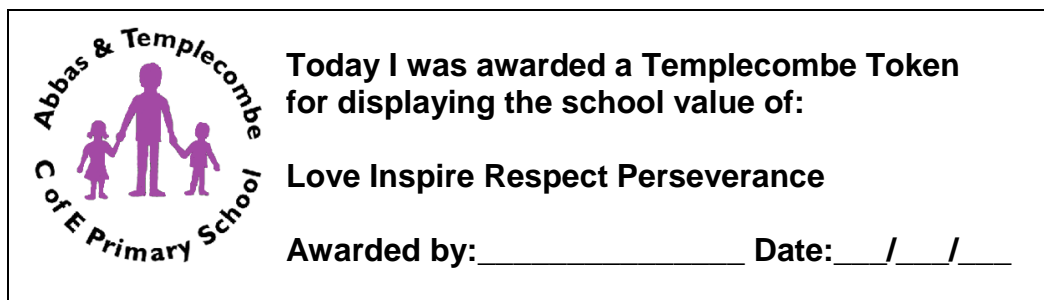 Abbas & Templecombe
C of E Primary School
Today I was awarded a Templecombe Token
for displaying the school value of:
Love Inspire Respect Perseverance
Awarded by:_______________ Date:___/___/___